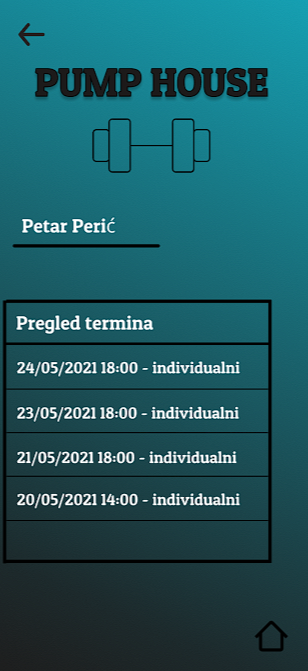 PUMP HOUSE
Petar Perić
Pregled termina
24/05/2021 18:00 - individualni
23/05/2021 18:00 - individualni
21/05/2021 18:00 - individualni
20/05/2021 14:00 - individualni